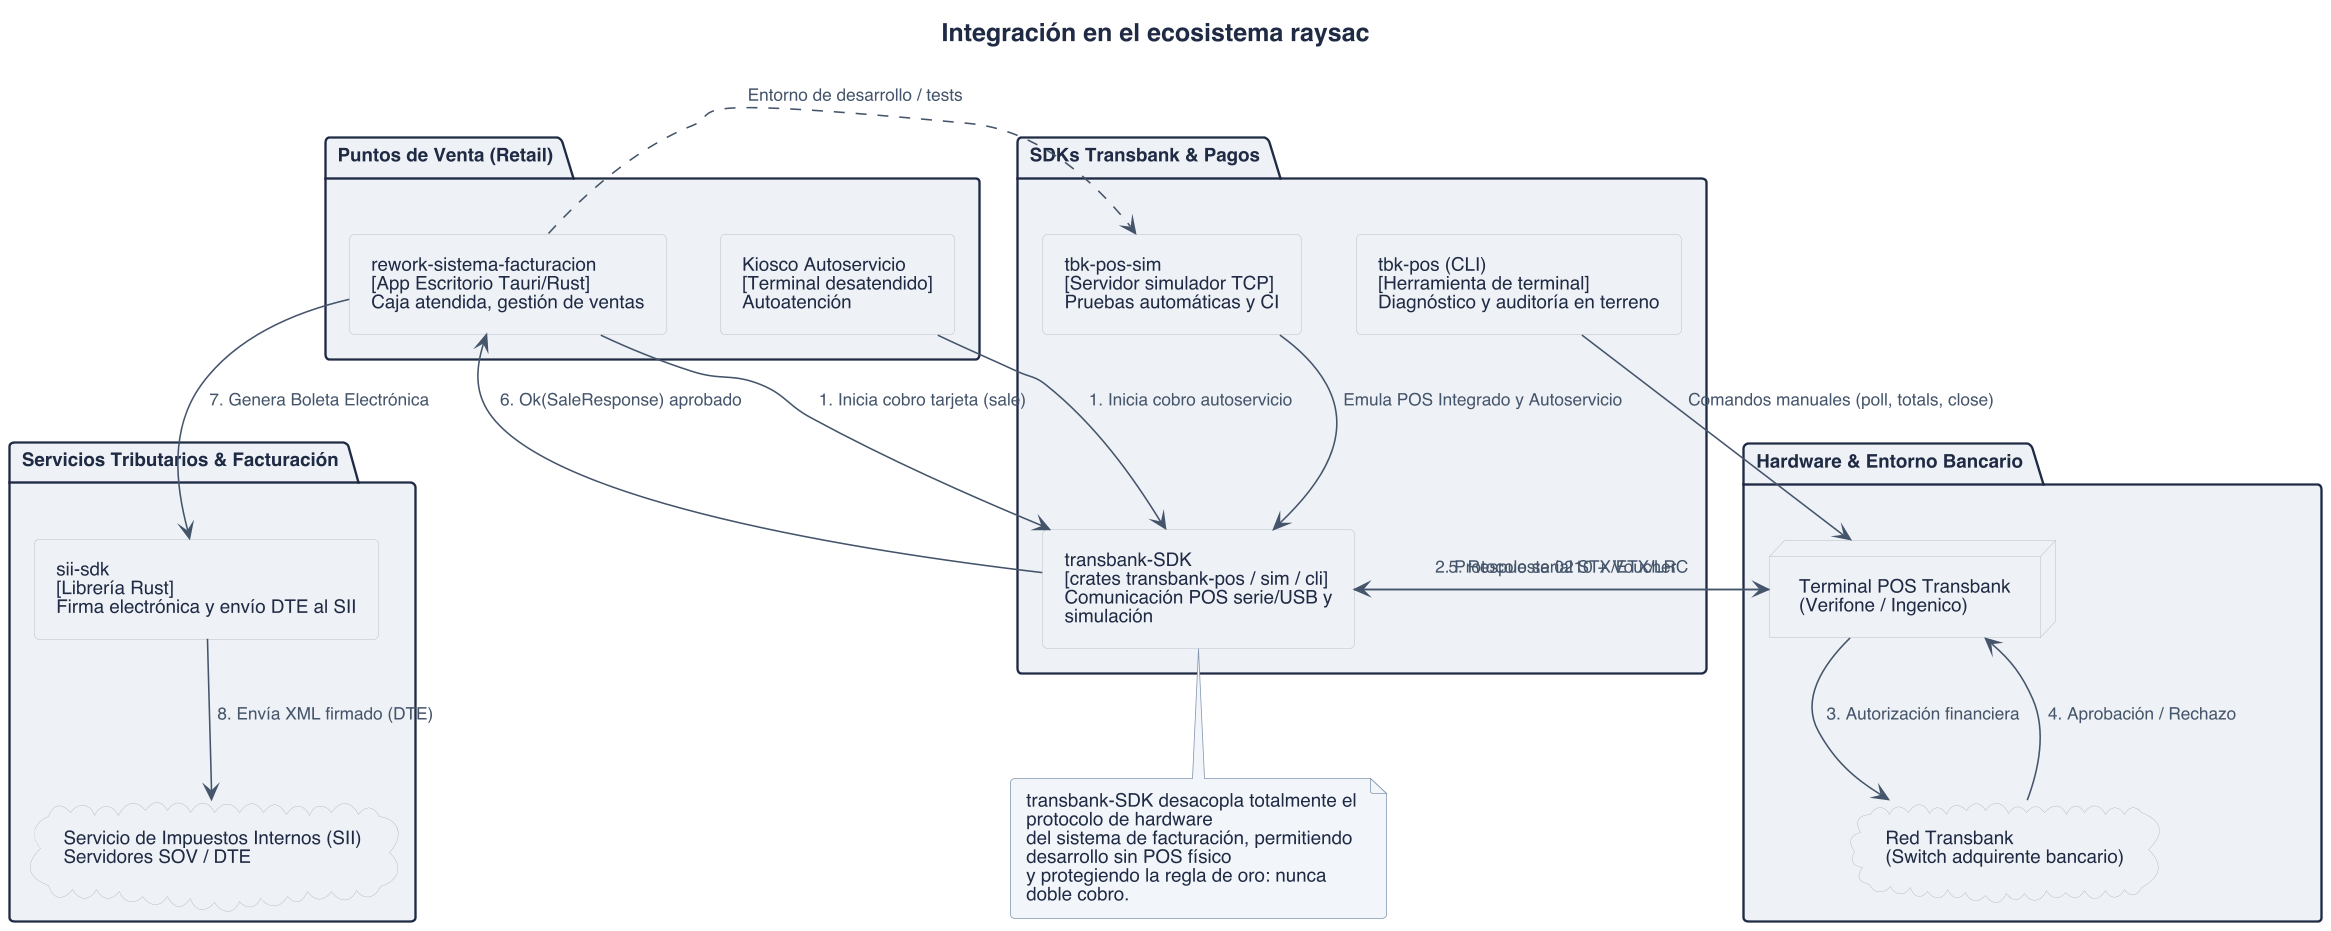 Integración en el ecosistema raysac
Entorno de desarrollo / tests
Puntos de Venta (Retail)
rework-sistema-facturacion
[App Escritorio Tauri/Rust]
Caja atendida, gestión de ventas
Kiosco Autoservicio
[Terminal desatendido]
Autoatención
SDKs Transbank & Pagos
tbk-pos-sim
[Servidor simulador TCP]
Pruebas automáticas y CI
tbk-pos (CLI)
[Herramienta de terminal]
Diagnóstico y auditoría en terreno
7. Genera Boleta Electrónica
6. Ok(SaleResponse) aprobado
1. Inicia cobro tarjeta (sale)
1. Inicia cobro autoservicio
Emula POS Integrado y Autoservicio
Comandos manuales (poll, totals, close)
Servicios Tributarios & Facturación
sii-sdk
[Librería Rust]
Firma electrónica y envío DTE al SII
8. Envía XML firmado (DTE)
Servicio de Impuestos Internos (SII)
Servidores SOV / DTE
transbank-SDK
[crates transbank-pos / sim / cli]
Comunicación POS serie/USB y
simulación
transbank-SDK desacopla totalmente el
protocolo de hardware
del sistema de facturación, permitiendo
desarrollo sin POS físico
y protegiendo la regla de oro: nunca
doble cobro.
Hardware & Entorno Bancario
Terminal POS Transbank
(Verifone / Ingenico)
3. Autorización financiera
4. Aprobación / Rechazo
Red Transbank
(Switch adquirente bancario)